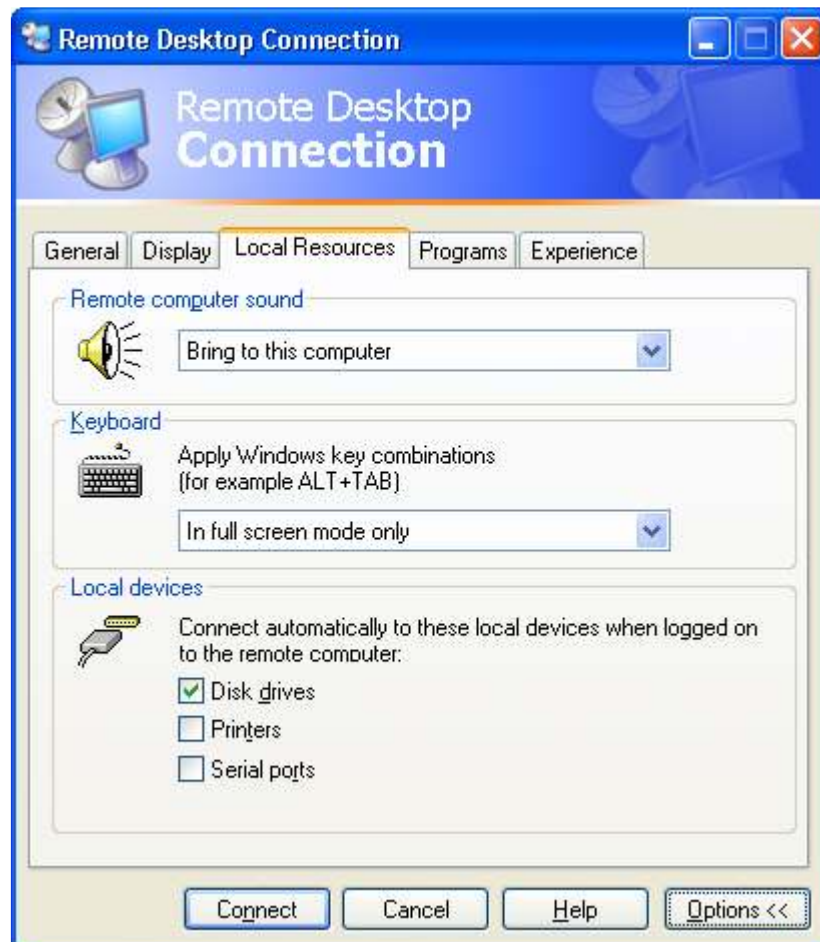 Remote Desktop Connection
Remote Desktop
Connection
General Display Local Resources Programs Experience
Remote computer sound
Bring to this computer
Keyboard
Apply Windows key combinations
(for example ALT+TAB)
In full screen mode only
Local devices
Connect automatically to these local devices when logged on
to the remote computer:
Disk drives
Printers
Serial ports
Connect Cancel Help Options <<